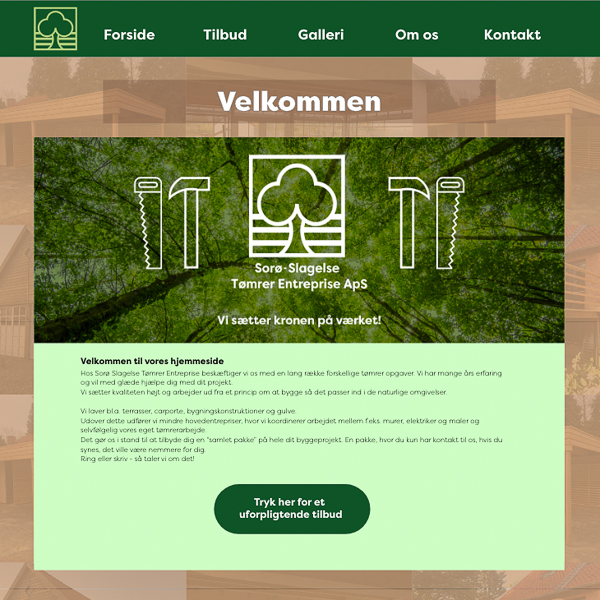 Forside Tilbud Galleri Om os Kontakt
Velkommen
Sorø-Slagelse
Tømrer Entreprise ApS
Vi sætter kronen på værket!
Velkommen til vores hjemmeside
Hos Sorø Slagelse Tømrer Entreprise beskæftiger vi os med en lang række forskellige tømrer opgaver. Vi har mange års erfaring
og vil med glæde hjælpe dig med dit projekt.
Vi sætter kvaliteten højt og arbejder ud fra et princip om at bygge så det passer ind i de naturlige omgivelser.
Vi laver bl.a. terrasser, carporte, bygningskonstruktioner og gulve.
Udover dette udfører vi mindre hovedentrepriser, hvor vi koordinerer arbejdet mellem f.eks. murer, elektriker og maler og
selvfølgelig vores eget tømrerarbejde.
Det gør os i stand til at tilbyde dig en "samlet pakke" på hele dit byggeprojekt. En pakke, hvor du kun har kontakt til os, hvis du
synes, det ville være nemmere for dig.
Ring eller skriv - så taler vi om det!
Tryk her for et
uforpligtende tilbud